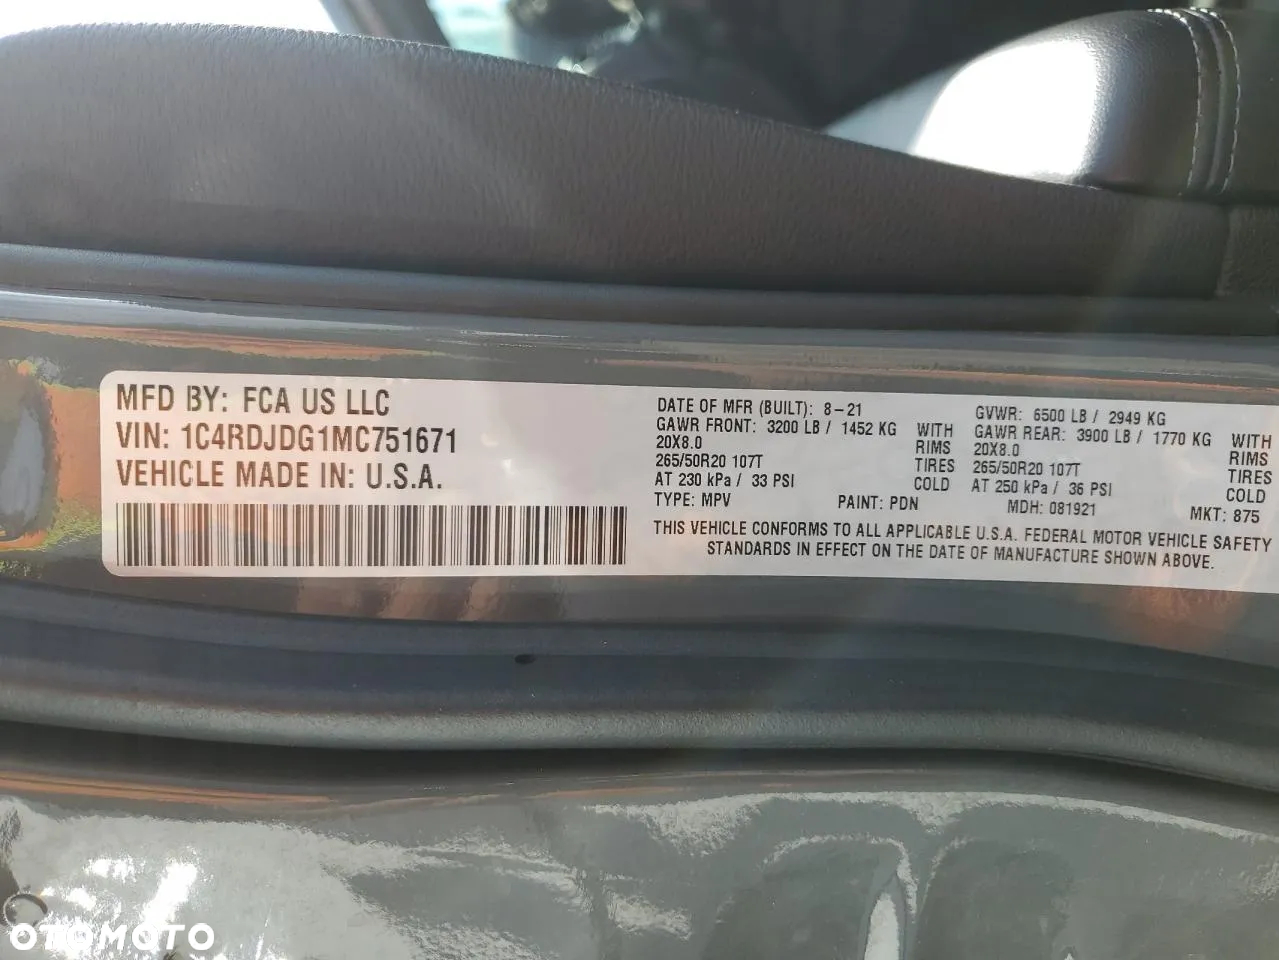 MFD BY: FCA US LLC
VIN: 1C4RDJDG1MC751671
VEHICLE MADE IN: U.S.A.
DATE OF MFR (BUILT): 8-21
GAWR FRONT: 3200 LB / 1452 KG WITH
20X8.0 RIMS
265/50R20 107T TIRES
AT 230 kPa / 33 PSI COLD
TYPE: MPV PAINT: PDN
GVWR: 6500 LB / 2949 KG
GAWR REAR: 3900 LB / 1770 KG WITH
20X8.0 RIMS
265/50R20 107T TIRES
AT 250 kPa / 36 PSI COLD
MDH: 081921 MKT: 875
THIS VEHICLE CONFORMS TO ALL APPLICABLE U.S.A. FEDERAL MOTOR VEHICLE SAFETY
STANDARDS IN EFFECT ON THE DATE OF MANUFACTURE SHOWN ABOVE.
OTOMOTO